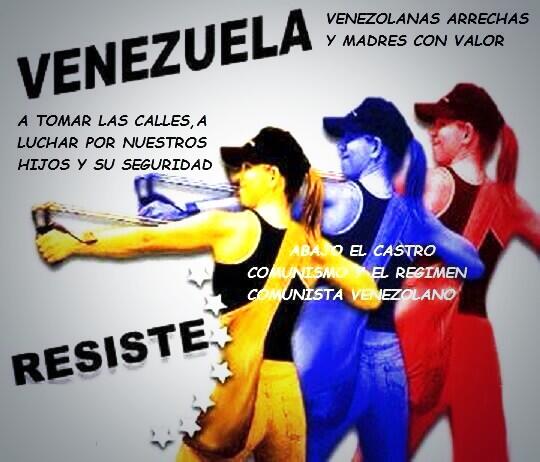 VENEZUELA
VENEZOLANAS ARRECHAS
Y MADRES CON VALOR
A TOMAR LAS CALLES,A
LUCHAR POR NUESTROS
HIJOS Y SU SEGURIDAD
ABAJO EL CASTRO
COMUNISMO Y EL REGIMEN
COMUNISTA VENEZOLANO
RESISTE